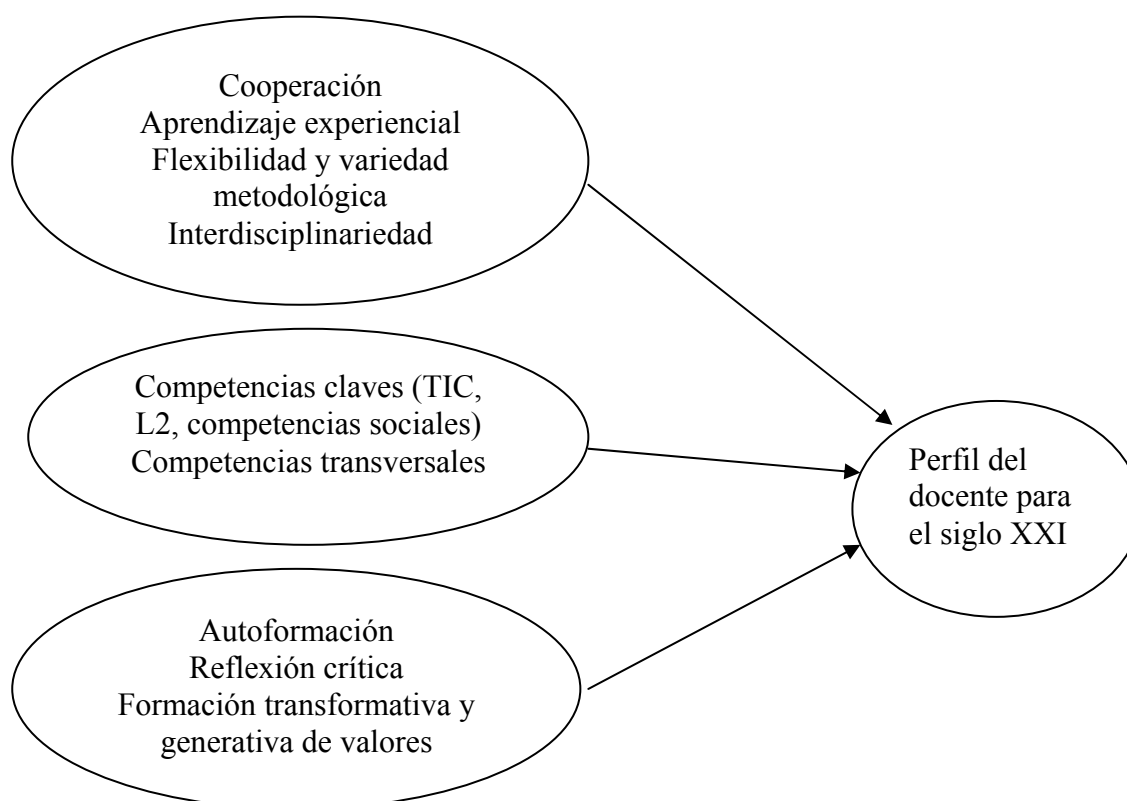 Cooperación
Aprendizaje experiencial
Flexibilidad y variedad
metodológica
Interdisciplinariedad
Competencias claves (TIC,
L2, competencias sociales)
Competencias transversales
Autoformación
Reflexión crítica
Formación transformativa y
generativa de valores
Perfil del
docente para
el siglo XXI